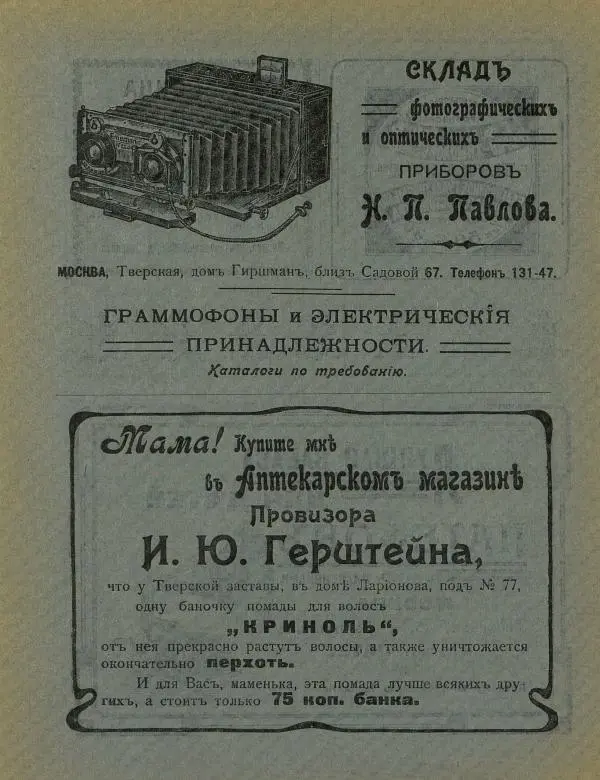 СКЛАДЪ
фотографическихъ
и оптическихъ
ПРИБОРОВЪ
Н. П. Павлова.
МОСКВА, Тверская, домъ Гиршманъ, близъ Садовой 67. Телефонъ 131-47.
ГРАММОФОНЫ и ЭЛЕКТРИЧЕСКІЯ
ПРИНАДЛЕЖНОСТИ.
Каталоги по требованію.
Мама! Купите мнѣ
въ Аптекарскомъ магазинѣ
Провизора
И. Ю. Герштейна,
что у Тверской заставы, въ домѣ Ларіонова, подъ № 77,
одну баночку помады для волосъ
„КРИНОЛЬ“,
отъ нея прекрасно растутъ волосы, а также уничтожается
окончательно перхоть.
И для Васъ, маменька, эта помада лучше всякихъ дру-
гихъ, а стоитъ только 75 коп. банка.